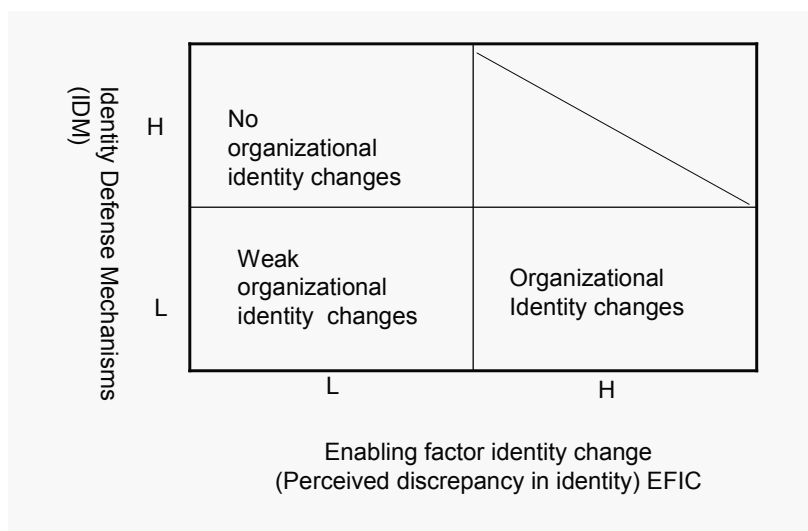 Identity Defense Mechanisms
(IDM)
H
No
organizational
identity changes
L
Weak
organizational
identity changes
Organizational
Identity changes
L
H
Enabling factor identity change
(Perceived discrepancy in identity) EFIC